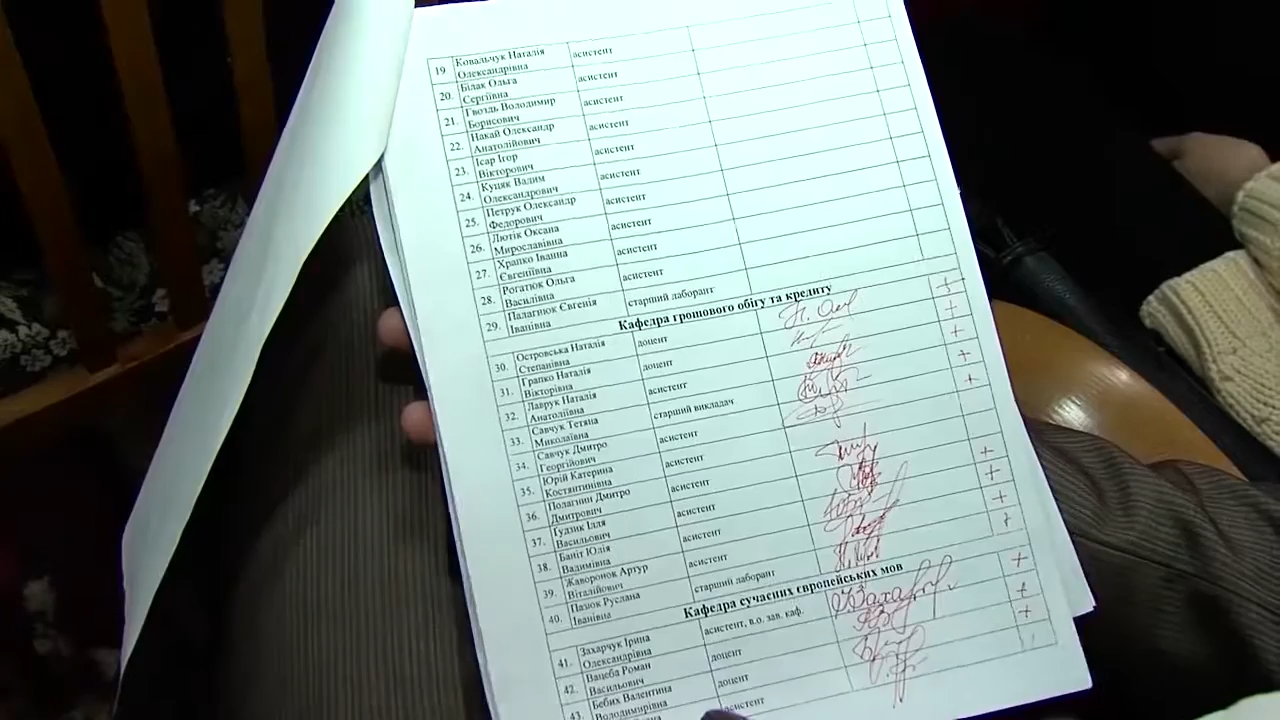 19 Ковальчук Наталія Олександрівна асистент
20. Білак Ольга Сергіївна асистент
21. Гвоздь Володимир Борисович асистент
22. Накай Олександр Анатолійович асистент
23. Ісар Ігор Вікторович асистент
24. Куцяк Вадим Олександрович асистент
25. Петрук Олександр Федорович асистент
26. Лютік Оксана Мирославівна асистент
27. Храпко Іванна Євгеніївна асистент
28. Рогатюк Ольга Василівна асистент
29. Палагнюк Євгенія Іванівна старший лаборант
Кафедра грошового обігу та кредиту
30. Островська Наталія Степанівна доцент +
31. Грапко Наталія Вікторівна доцент +
32. Лаврук Наталія Анатоліївна асистент +
33. Савчук Тетяна Миколаївна старший викладач +
34. Савчук Дмитро Георгійович асистент +
35. Юрій Катерина Костянтинівна асистент
36. Полагнин Дмитро Дмитрович асистент
37. Гудзик Ілля Васильович асистент +
38. Баніт Юлія Вадимівна асистент +
39. Жаворонок Артур Віталійович асистент +
40. Пазюк Руслана Іванівна старший лаборант +
Кафедра сучасних європейських мов
41. Захарчук Ірина Олександрівна асистент, в.о. зав. каф. +
42. Вацеба Роман Васильович доцент +
43. Бебих Валентина Володимирівна доцент +
асистент